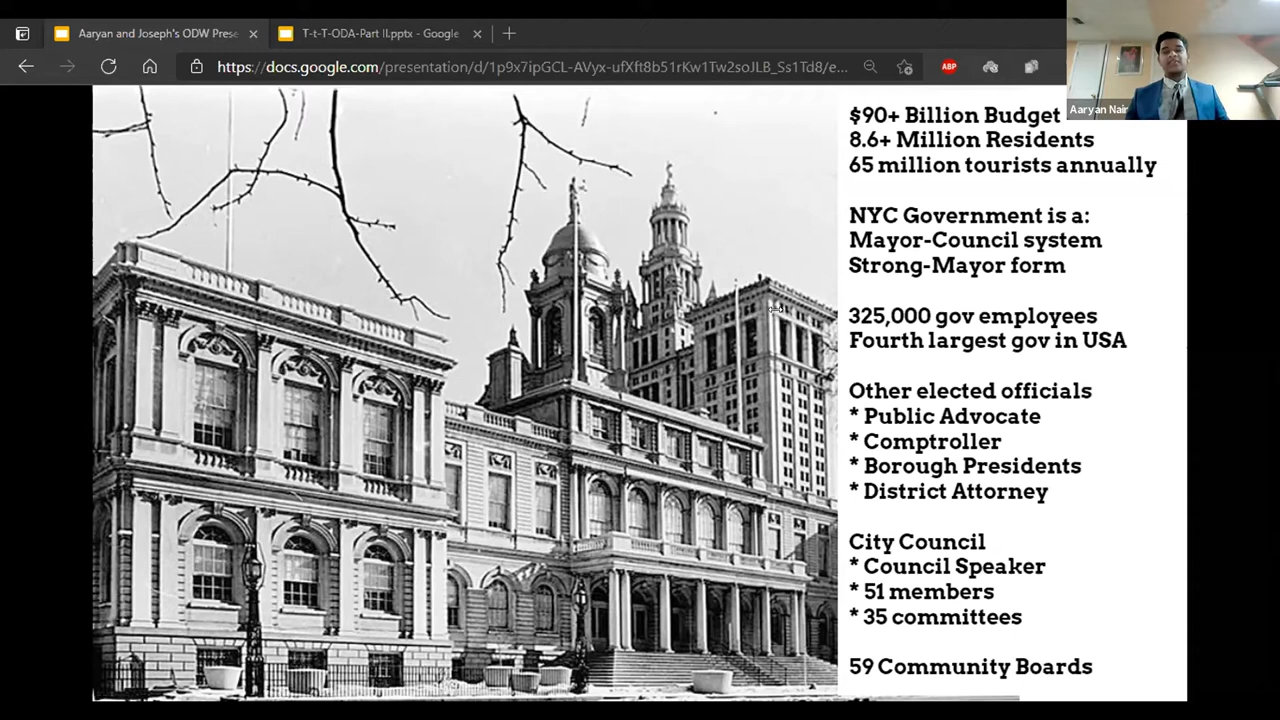 Aaryan and Joseph's ODW Prese
T-t-T-ODA-Part II.pptx - Google
https://docs.google.com/presentation/d/1p9x7ipGCL-AVyx-ufXft8b51rKw1Tw2soJLB_Ss1Td8/e...
ABP
Aaryan Nair
$90+ Billion Budget
8.6+ Million Residents
65 million tourists annually
NYC Government is a:
Mayor-Council system
Strong-Mayor form
325,000 gov employees
Fourth largest gov in USA
Other elected officials
* Public Advocate
* Comptroller
* Borough Presidents
* District Attorney
City Council
* Council Speaker
* 51 members
* 35 committees
59 Community Boards